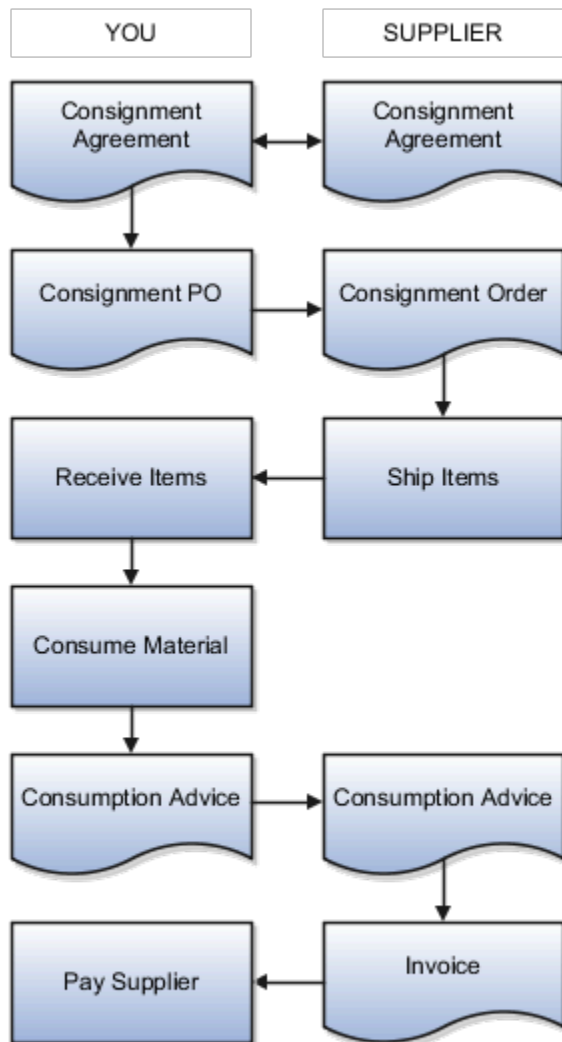 YOU
SUPPLIER
Consignment
Agreement
Consignment
Agreement
Consignment PO
Consignment Order
Receive Items
Ship Items
Consume Material
Consumption Advice
Consumption Advice
Pay Supplier
Invoice